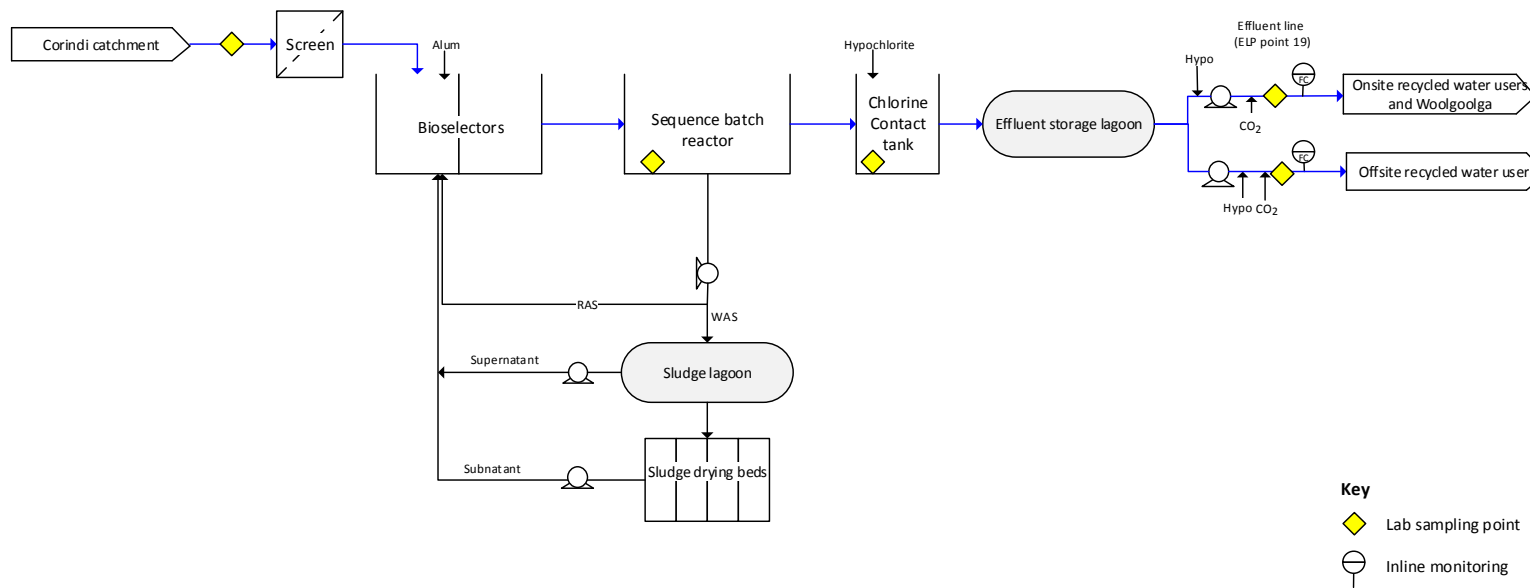 Corindi catchment
Screen
Alum
Bioselectors
Sequence batch
reactor
Hypochlorite
Chlorine
Contact
tank
Effluent storage lagoon
Effluent line
(ELP point 19)
Hypo
FC
CO2
Onsite recycled water users
and Woolgoolga
FC
Hypo CO2
Offsite recycled water user
RAS
WAS
Supernatant
Sludge lagoon
Subnatant
Sludge drying beds
Key
Lab sampling point
Inline monitoring